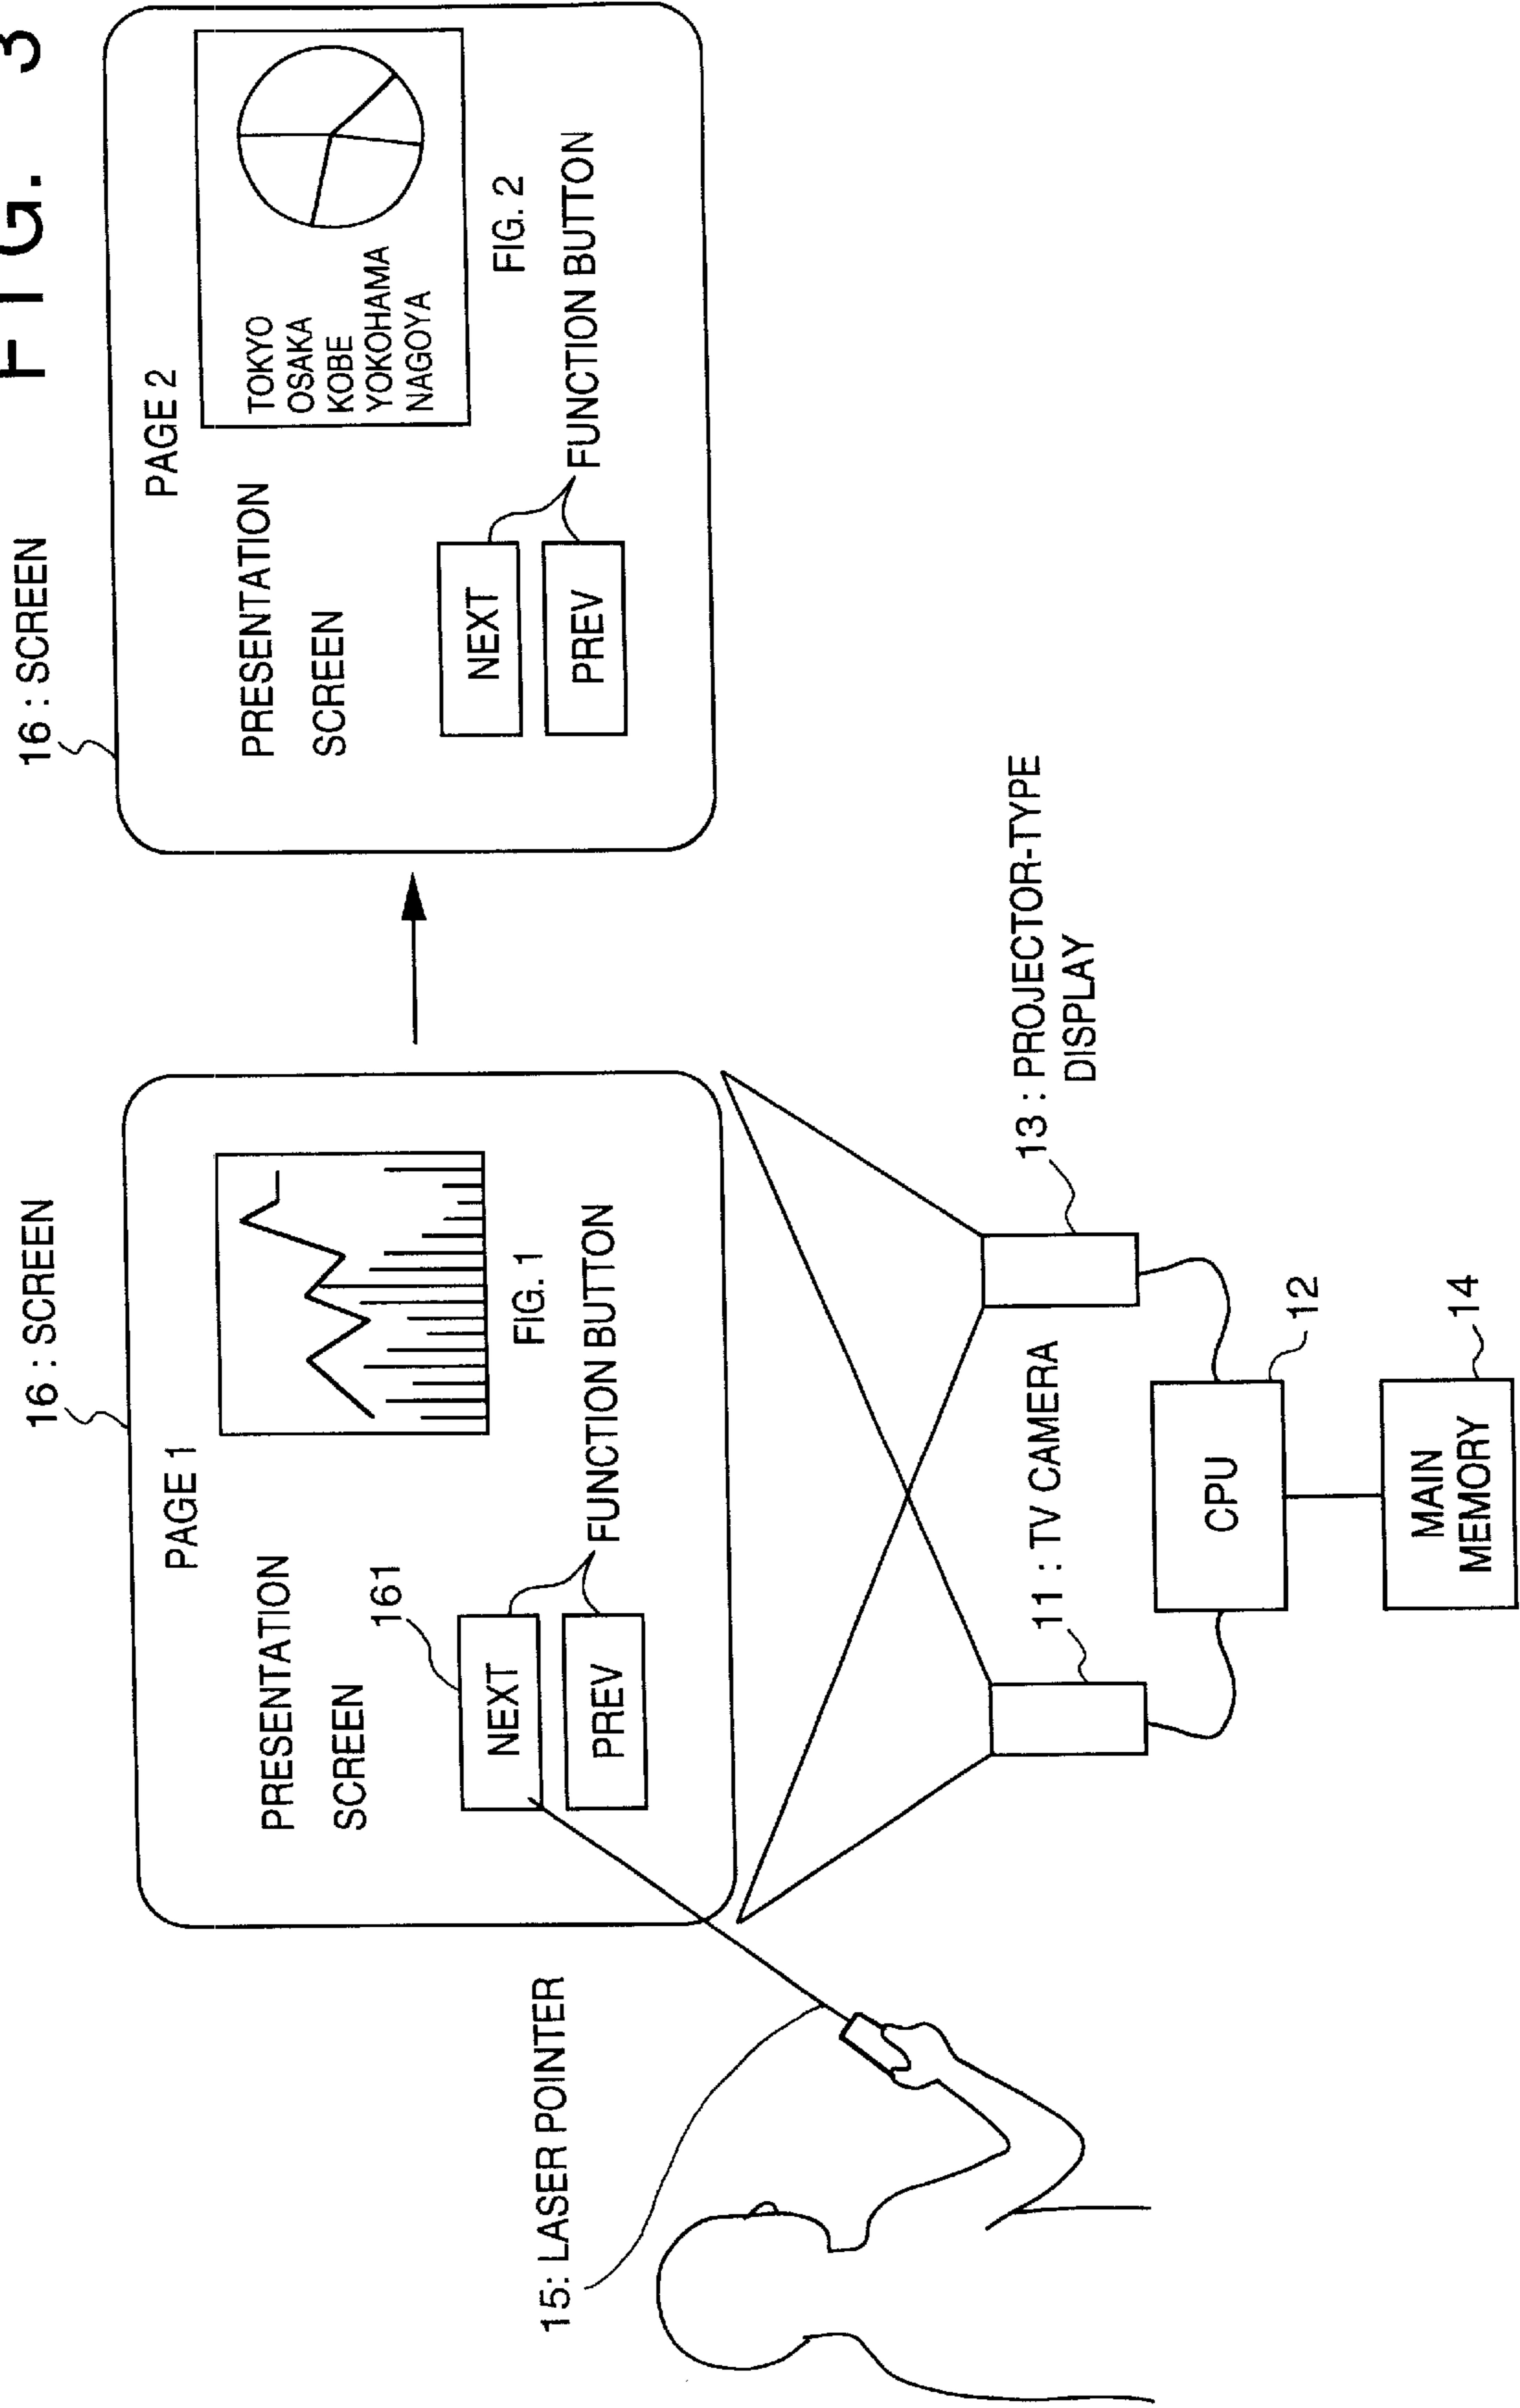 FIG. 3
16 : SCREEN
PAGE 1
PRESENTATION
SCREEN
161
NEXT
PREV
FUNCTION BUTTON
FIG. 1
16 : SCREEN
PAGE 2
PRESENTATION
SCREEN
TOKYO
OSAKA
KOBE
YOKOHAMA
NAGOYA
FIG. 2
NEXT
PREV
FUNCTION BUTTON
15: LASER POINTER
11 : TV CAMERA
13 : PROJECTOR-TYPE
DISPLAY
CPU
12
MAIN
MEMORY
14